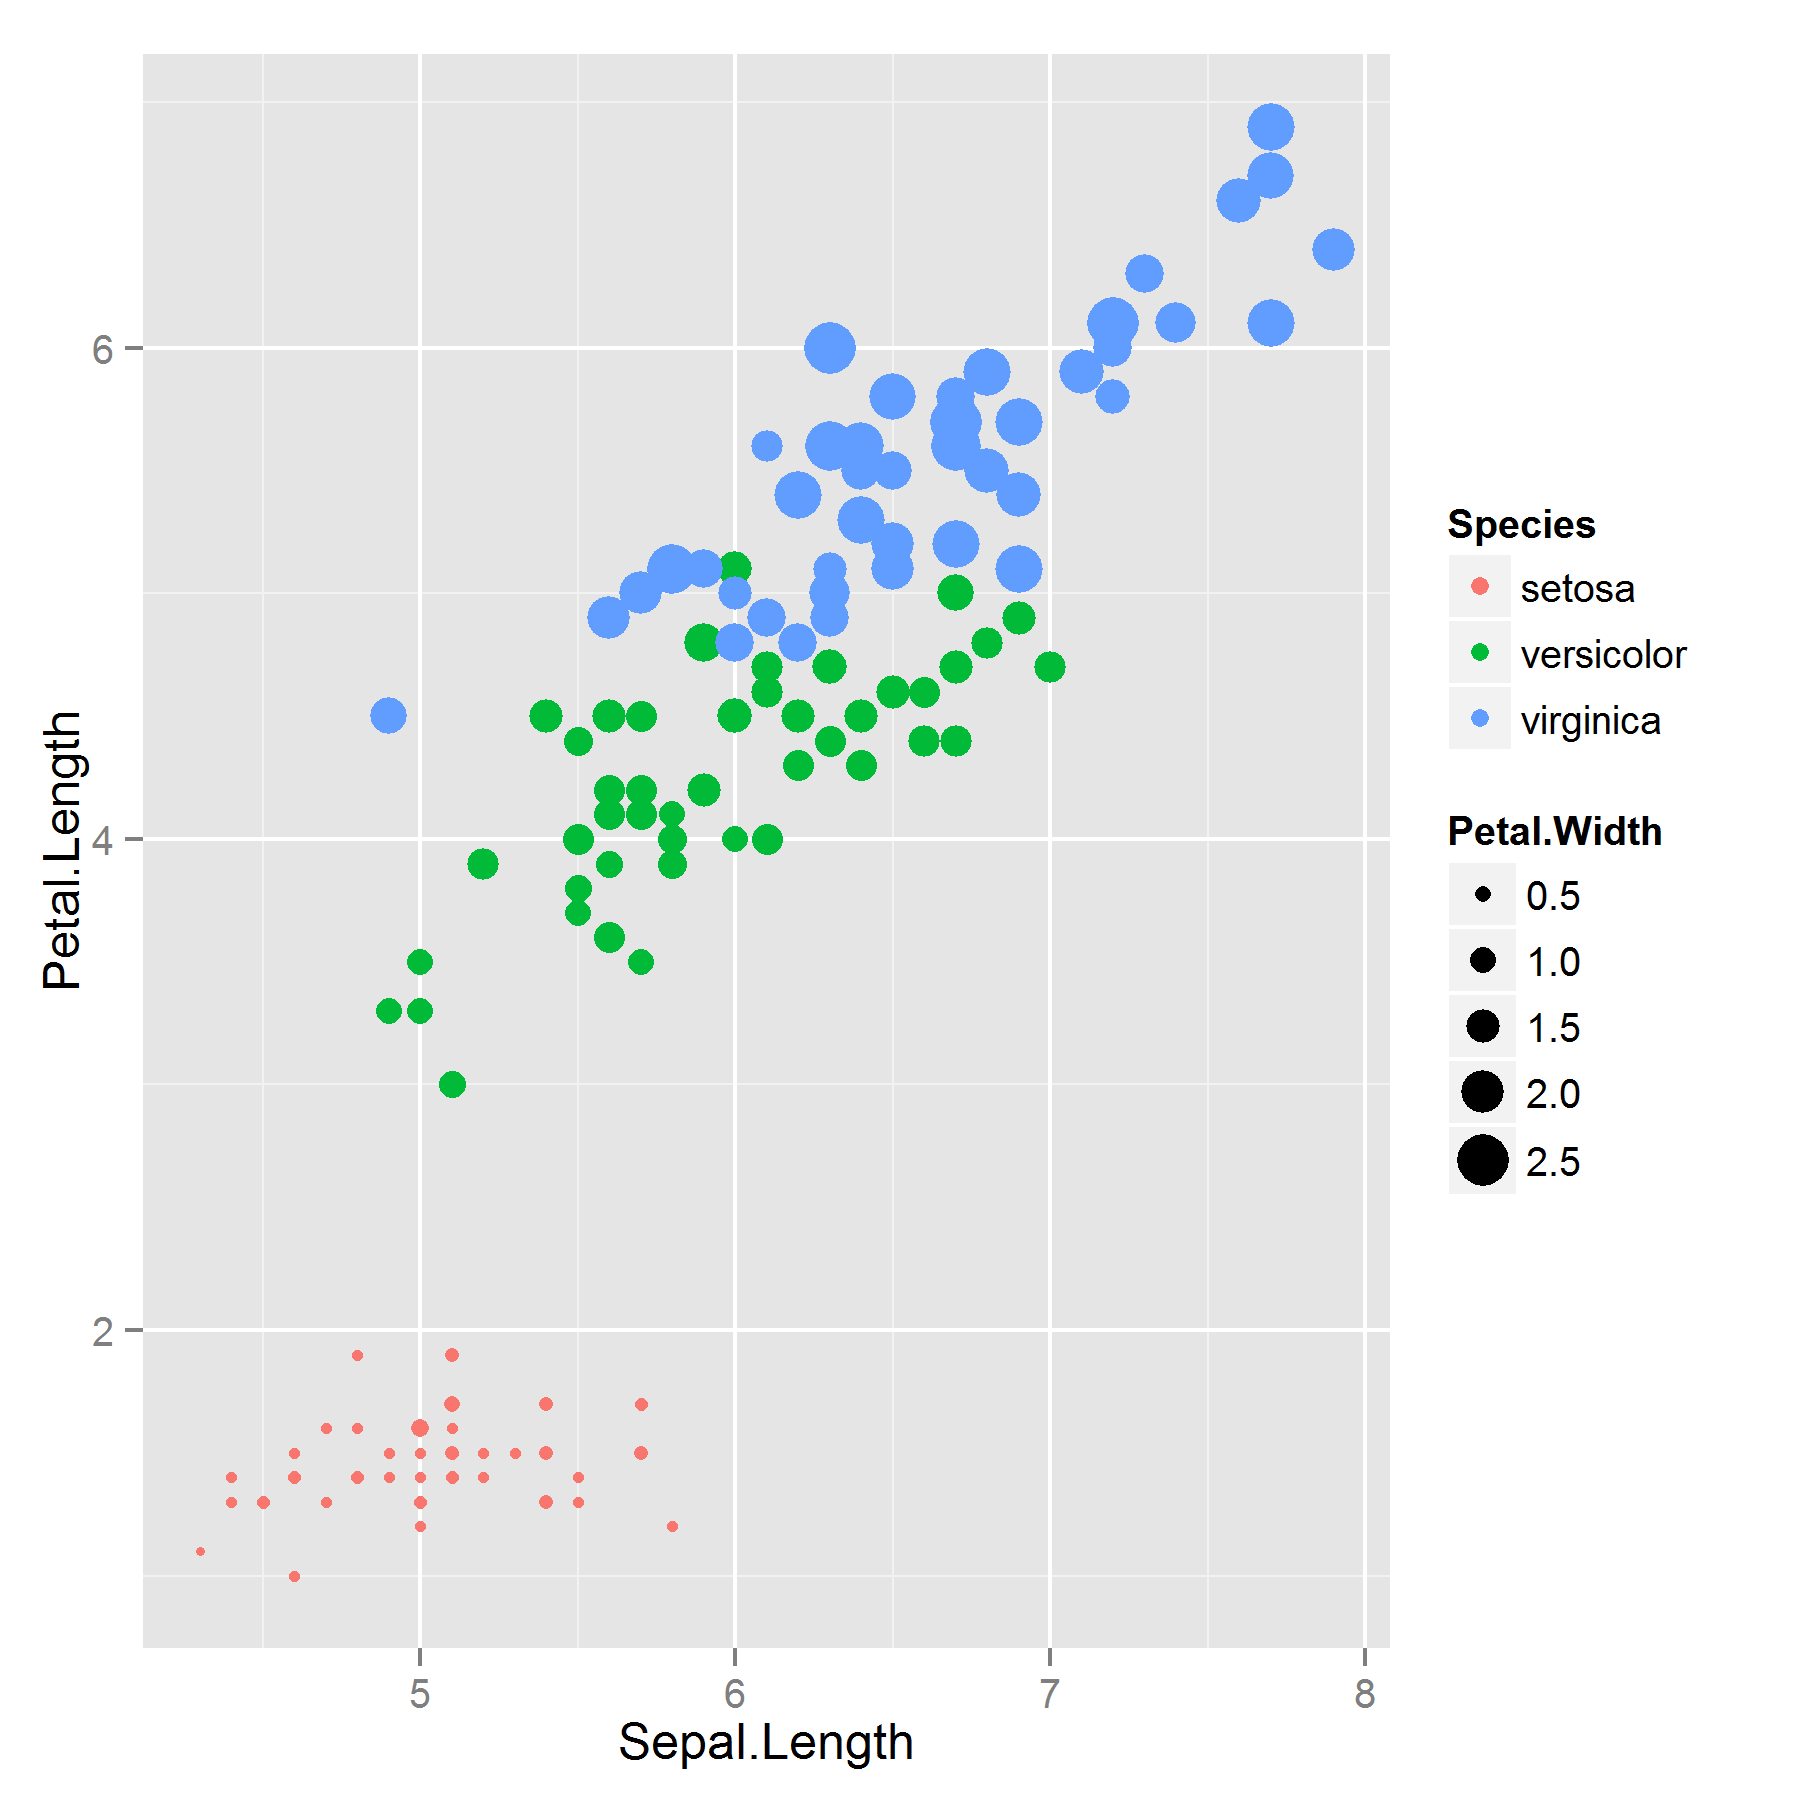 6
4
2
Petal.Length
5 6 7 8
Sepal.Length
Species
setosa
versicolor
virginica
Petal.Width
0.5
1.0
1.5
2.0
2.5